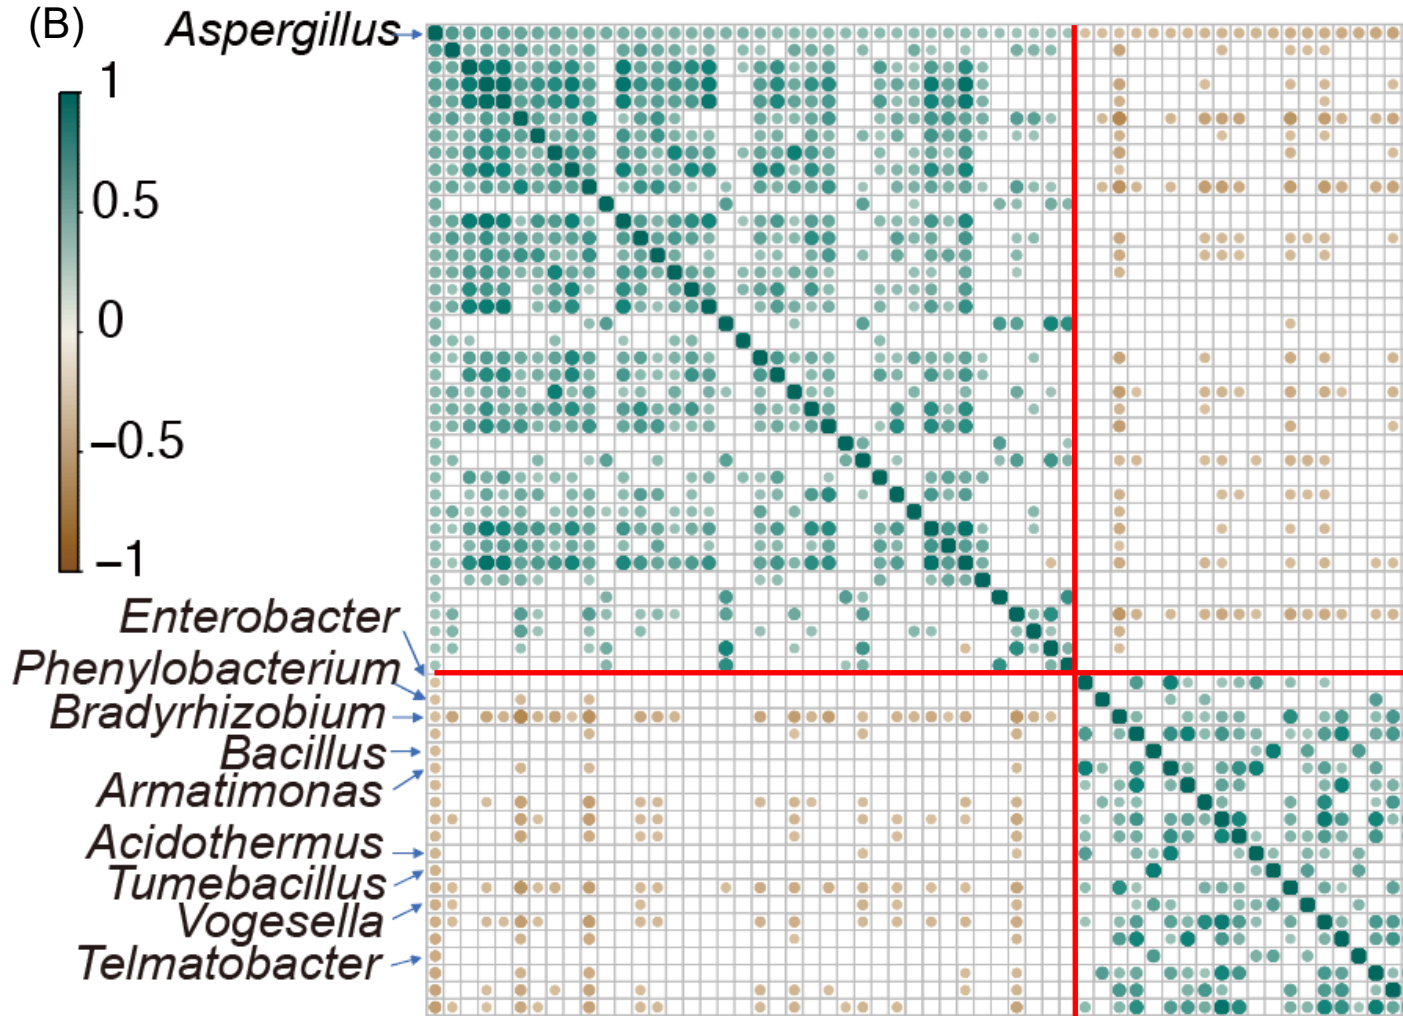 (B)
Aspergillus
1
0.5
0
−0.5
−1
Enterobacter
Phenylobacterium
Bradyrhizobium
Bacillus
Armatimonas
Acidothermus
Tumebacillus
Vogesella
Telmatobacter